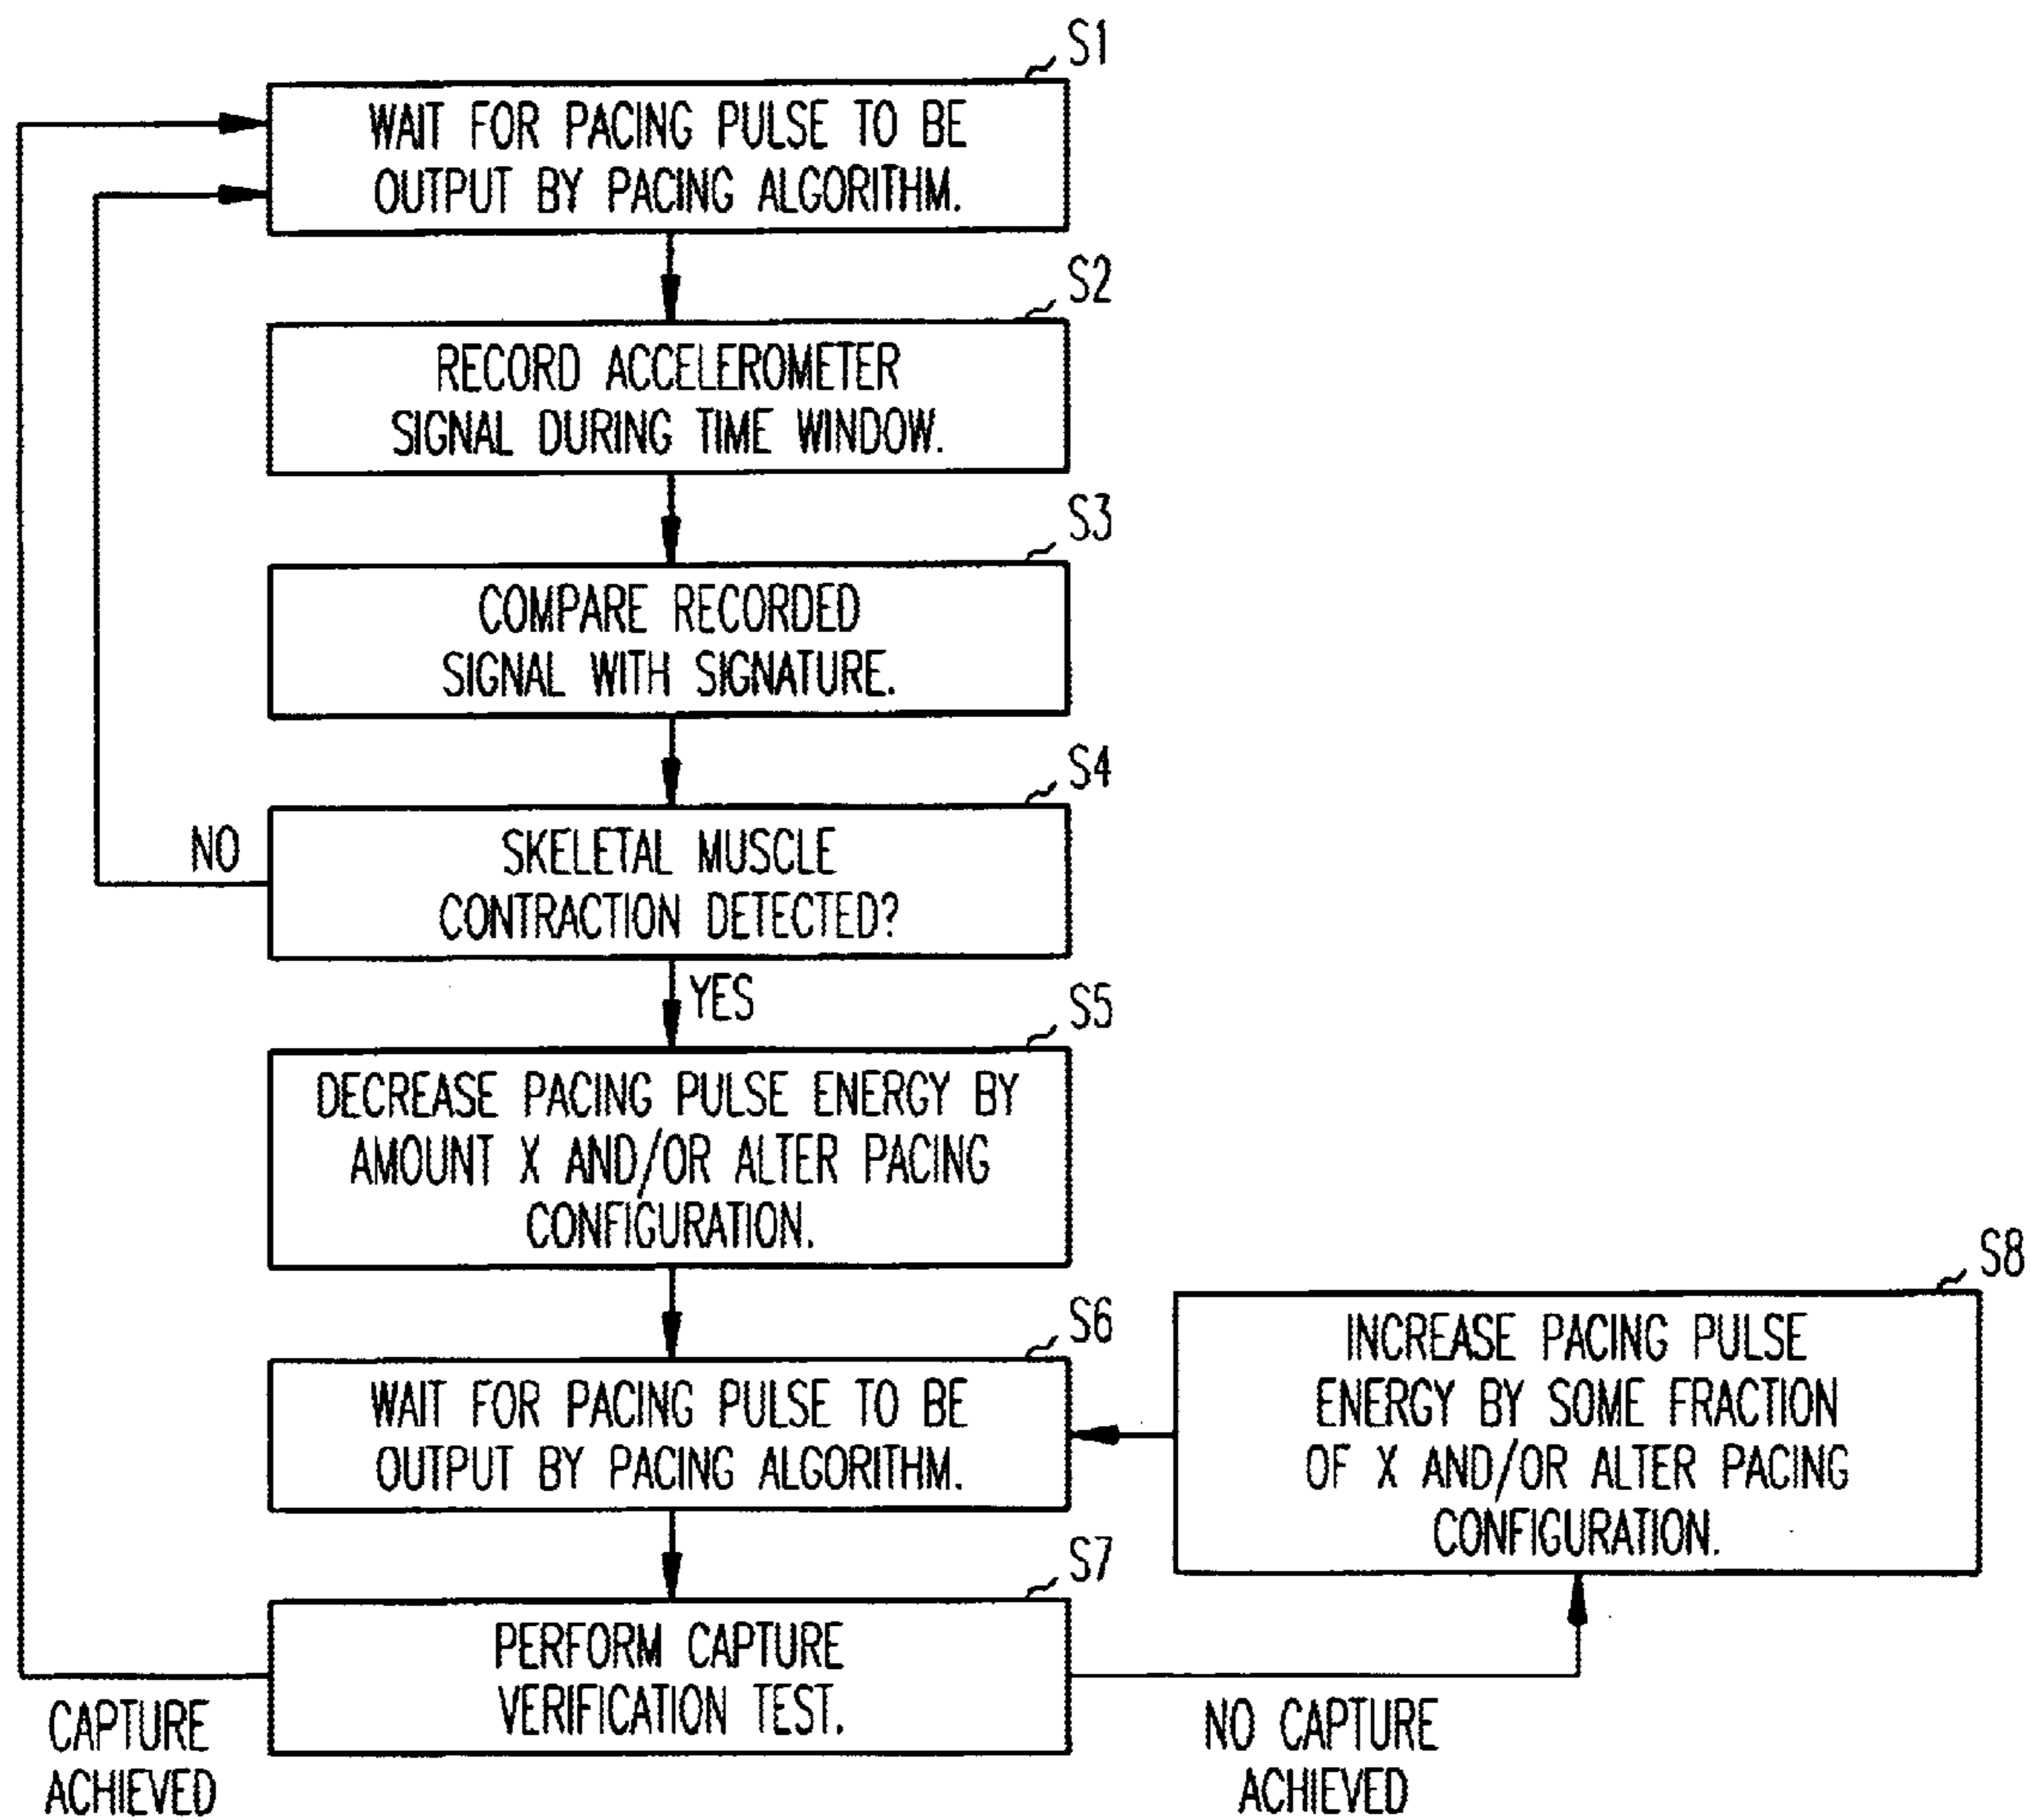 S1
WAIT FOR PACING PULSE TO BE
OUTPUT BY PACING ALGORITHM.
S2
RECORD ACCELEROMETER
SIGNAL DURING TIME WINDOW.
S3
COMPARE RECORDED
SIGNAL WITH SIGNATURE.
S4
SKELETAL MUSCLE
CONTRACTION DETECTED?
NO
YES
S5
DECREASE PACING PULSE ENERGY BY
AMOUNT X AND/OR ALTER PACING
CONFIGURATION.
S6
WAIT FOR PACING PULSE TO BE
OUTPUT BY PACING ALGORITHM.
S8
INCREASE PACING PULSE
ENERGY BY SOME FRACTION
OF X AND/OR ALTER PACING
CONFIGURATION.
S7
PERFORM CAPTURE
VERIFICATION TEST.
CAPTURE
ACHIEVED
NO CAPTURE
ACHIEVED